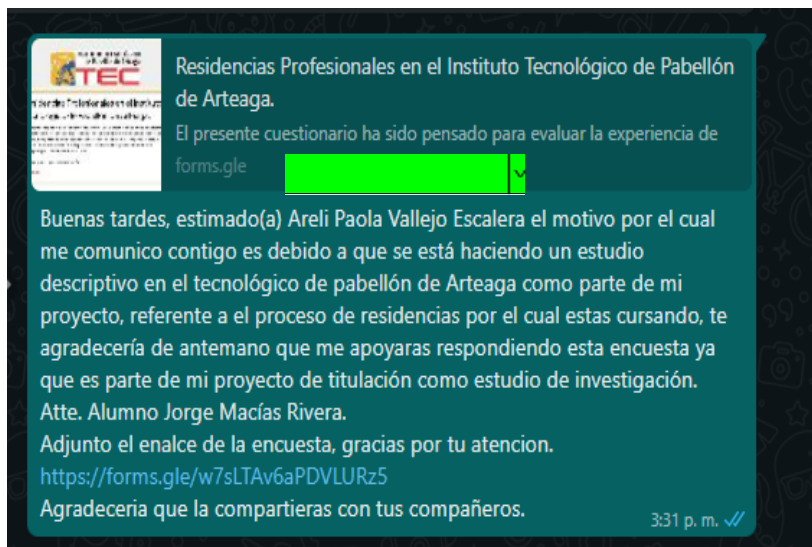 TEC
Residencias Profesionales en el Instituto Tecnológico de Pabellón
de Arteaga.
El presente cuestionario ha sido pensado para evaluar la experiencia de
forms.gle
Buenas tardes, estimado(a) Areli Paola Vallejo Escalera el motivo por el cual
me comunico contigo es debido a que se está haciendo un estudio
descriptivo en el tecnológico de pabellón de Arteaga como parte de mi
proyecto, referente a el proceso de residencias por el cual estas cursando, te
agradecería de antemano que me apoyaras respondiendo esta encuesta ya
que es parte de mi proyecto de titulación como estudio de investigación.
Atte. Alumno Jorge Macías Rivera.
Adjunto el enalce de la encuesta, gracias por tu atencion.
https://forms.gle/w7sLTAv6aPDVLURz5
Agradeceria que la compartieras con tus compañeros.
3:31 p. m.